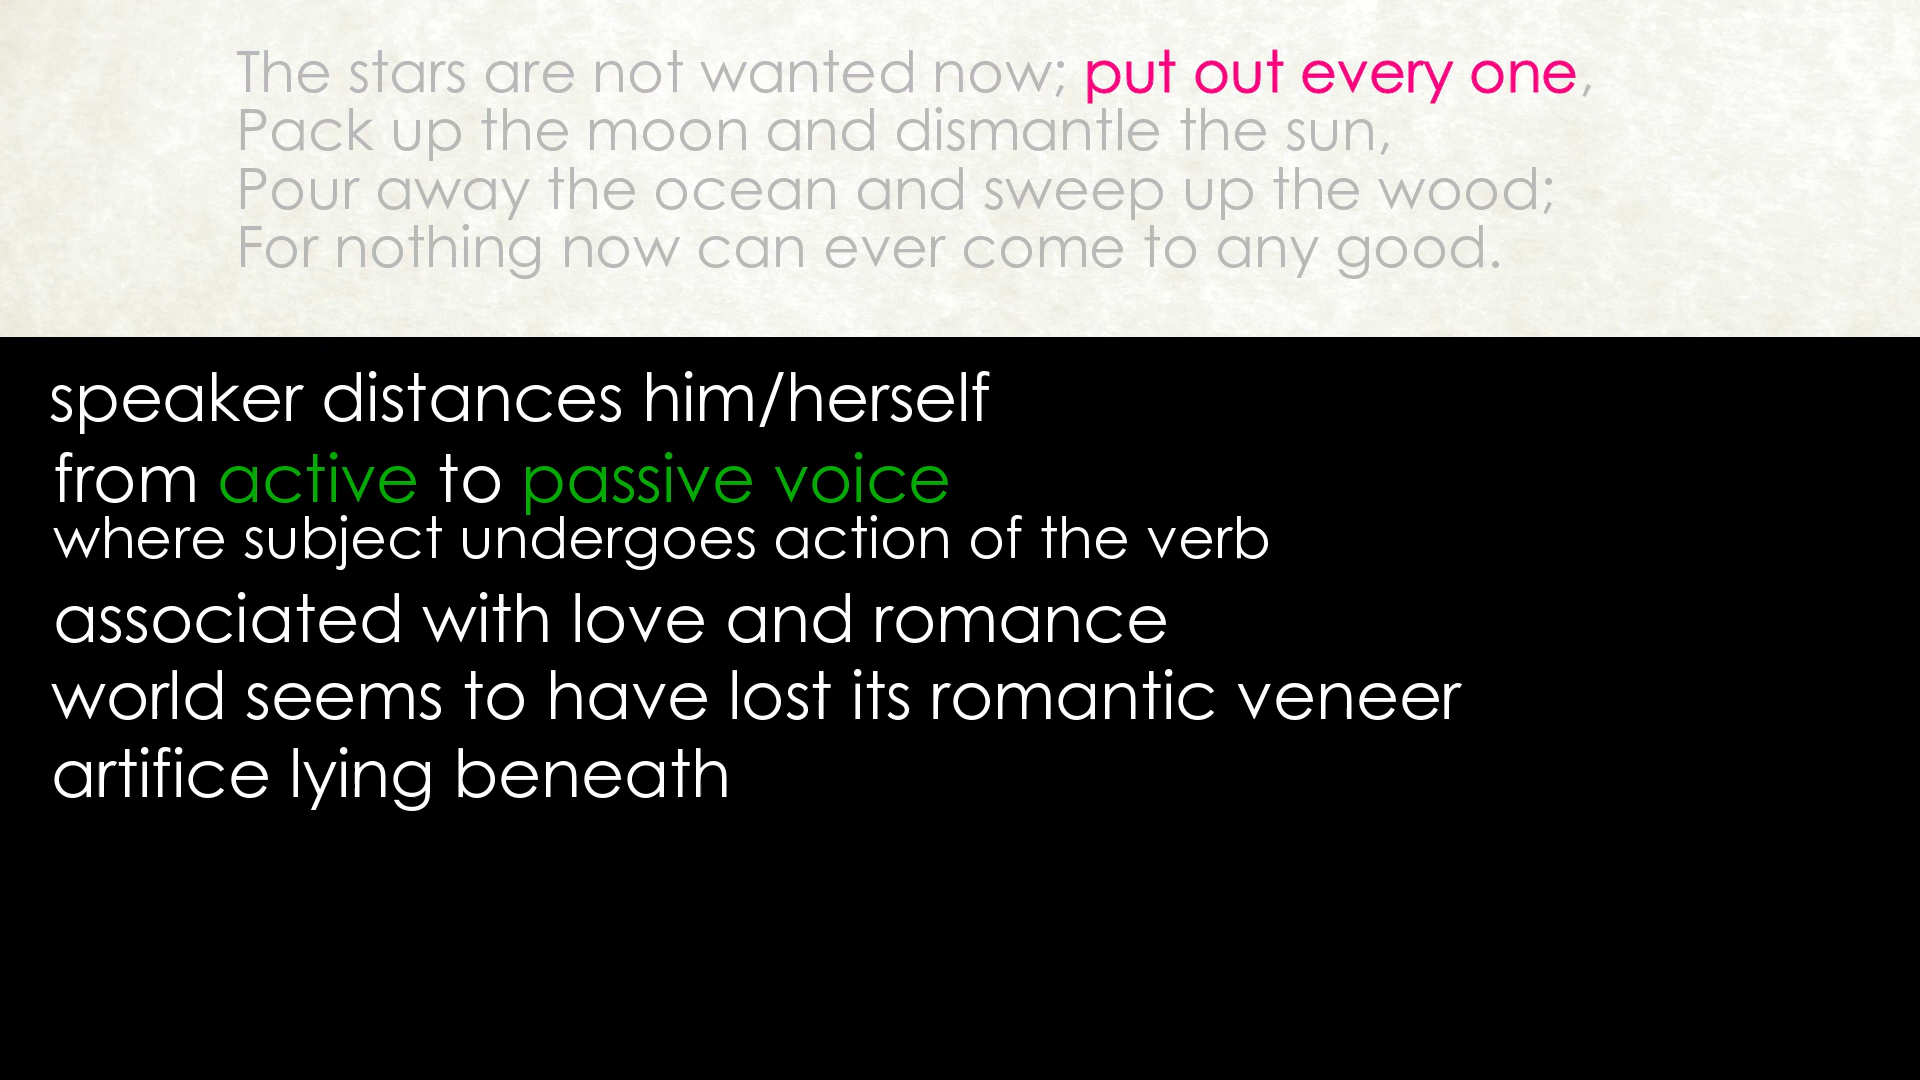 The stars are not wanted now; put out every one,
Pack up the moon and dismantle the sun,
Pour away the ocean and sweep up the wood;
For nothing now can ever come to any good.
speaker distances him/herself
from active to passive voice
where subject undergoes action of the verb
associated with love and romance
world seems to have lost its romantic veneer
artifice lying beneath